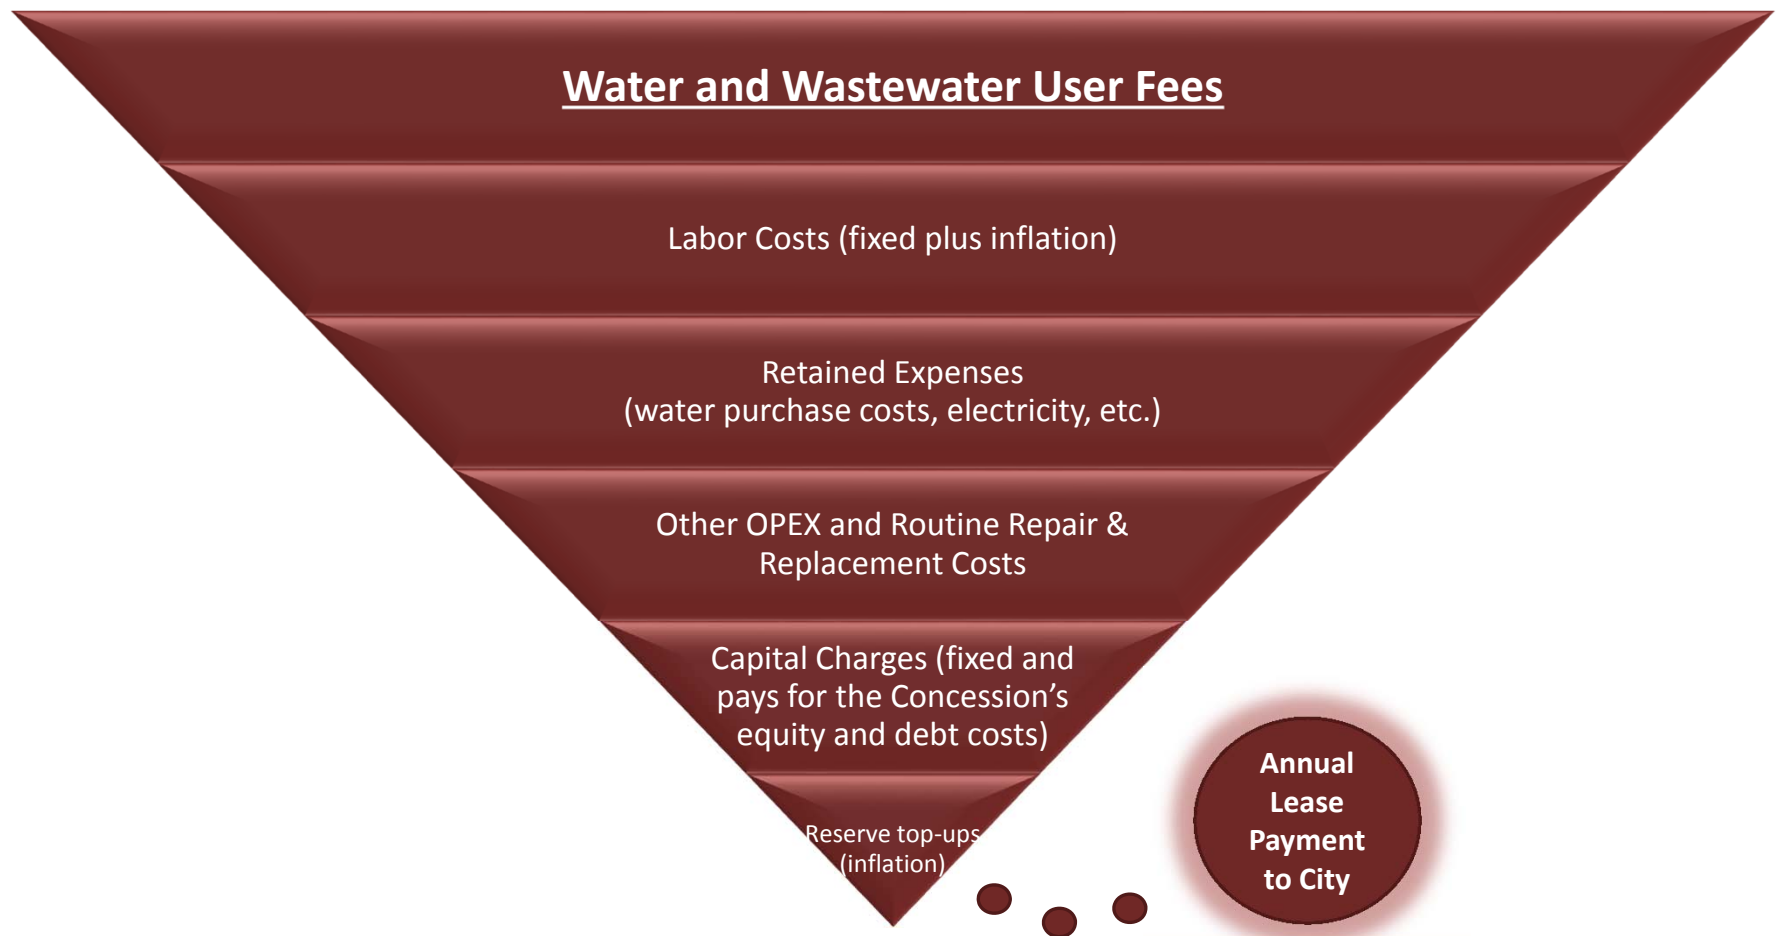 Water and Wastewater User Fees
Labor Costs (fixed plus inflation)
Retained Expenses
(water purchase costs, electricity, etc.)
Other OPEX and Routine Repair &
Replacement Costs
Capital Charges (fixed and
pays for the Concession’s
equity and debt costs)
Reserve top-ups
(inflation)
Annual
Lease
Payment
to City